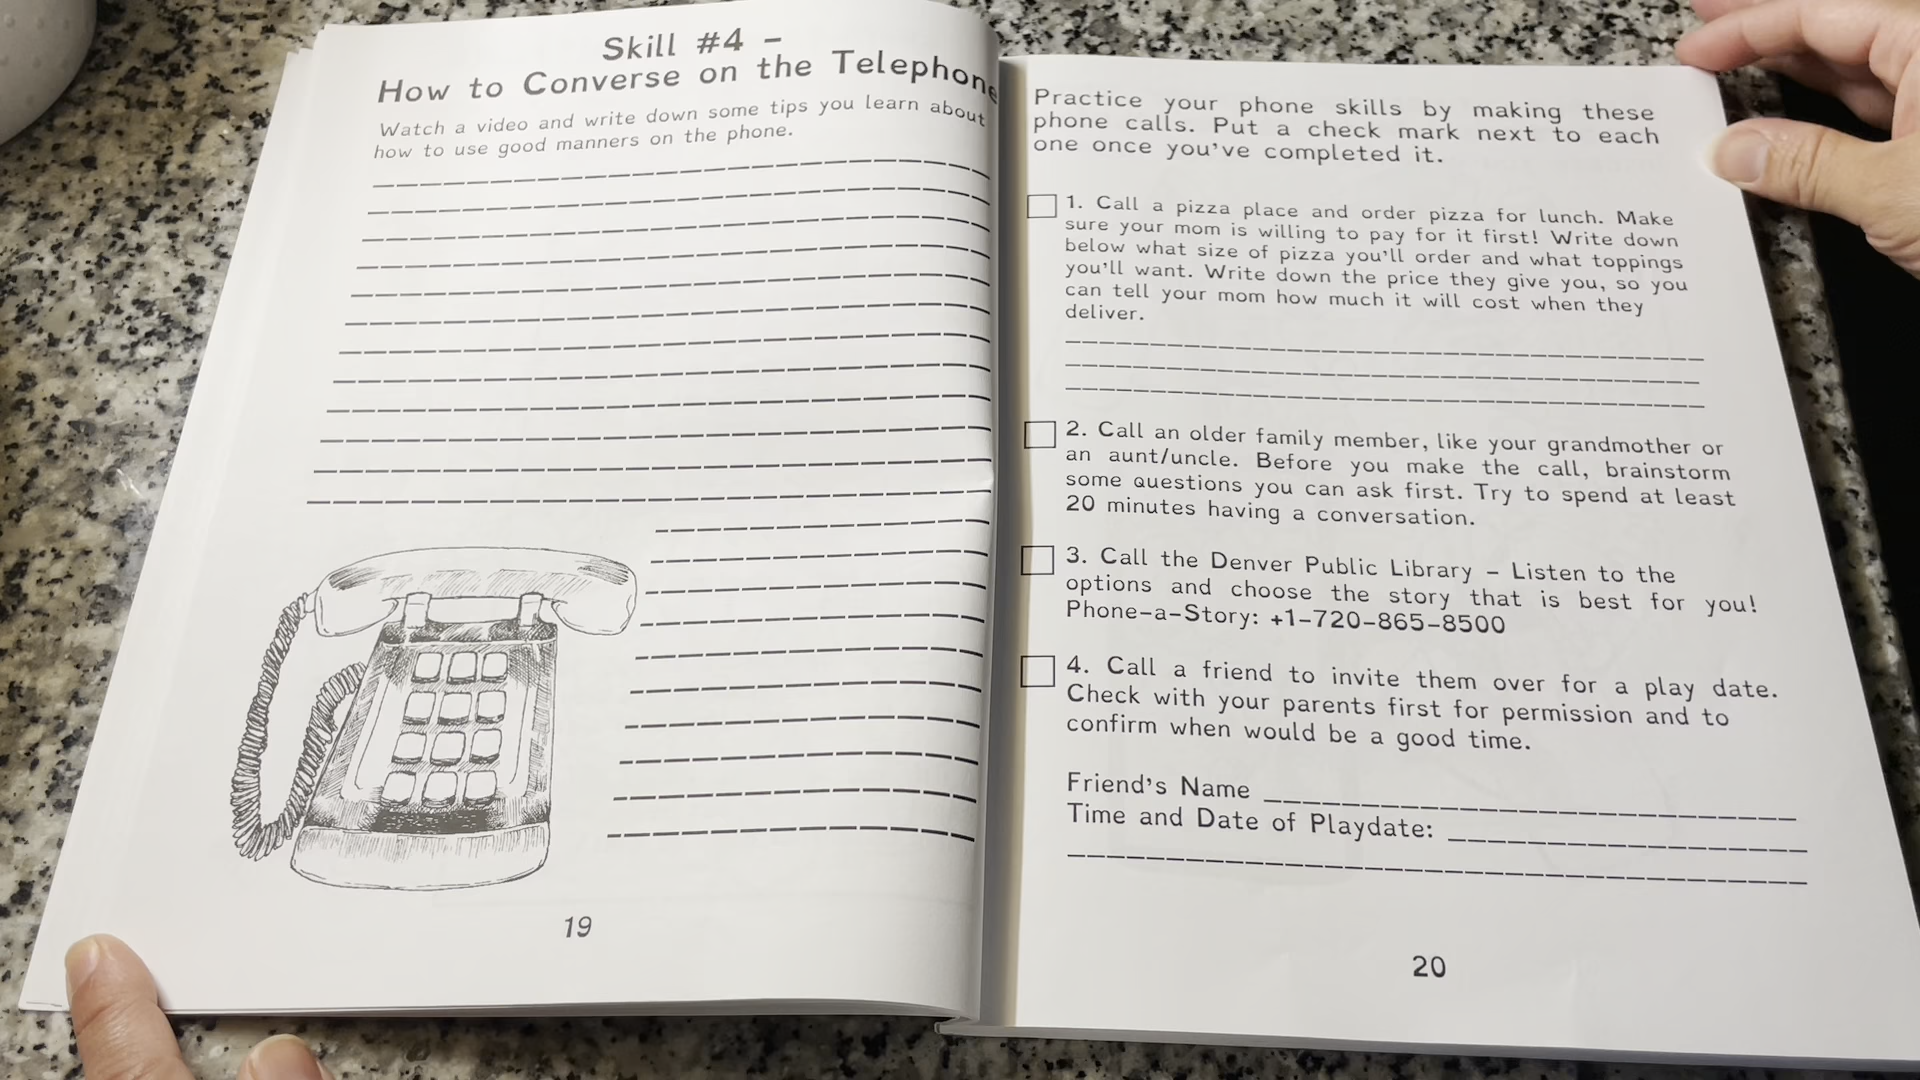 Skill #4 –
How to Converse on the Telephone
Watch a video and write down some tips you learn about
how to use good manners on the phone.
19
Practice your phone skills by making these
phone calls. Put a check mark next to each
one once you've completed it.
1. Call a pizza place and order pizza for lunch. Make
sure your mom is willing to pay for it first! Write down
below what size of pizza you'll order and what toppings
you'll want. Write down the price they give you, so you
can tell your mom how much it will cost when they
deliver.
2. Call an older family member, like your grandmother or
an aunt/uncle. Before you make the call, brainstorm
some questions you can ask first. Try to spend at least
20 minutes having a conversation.
3. Call the Denver Public Library – Listen to the
options and choose the story that is best for you!
Phone-a-Story: +1-720-865-8500
4. Call a friend to invite them over for a play date.
Check with your parents first for permission and to
confirm when would be a good time.
Friend's Name
Time and Date of Playdate:
20